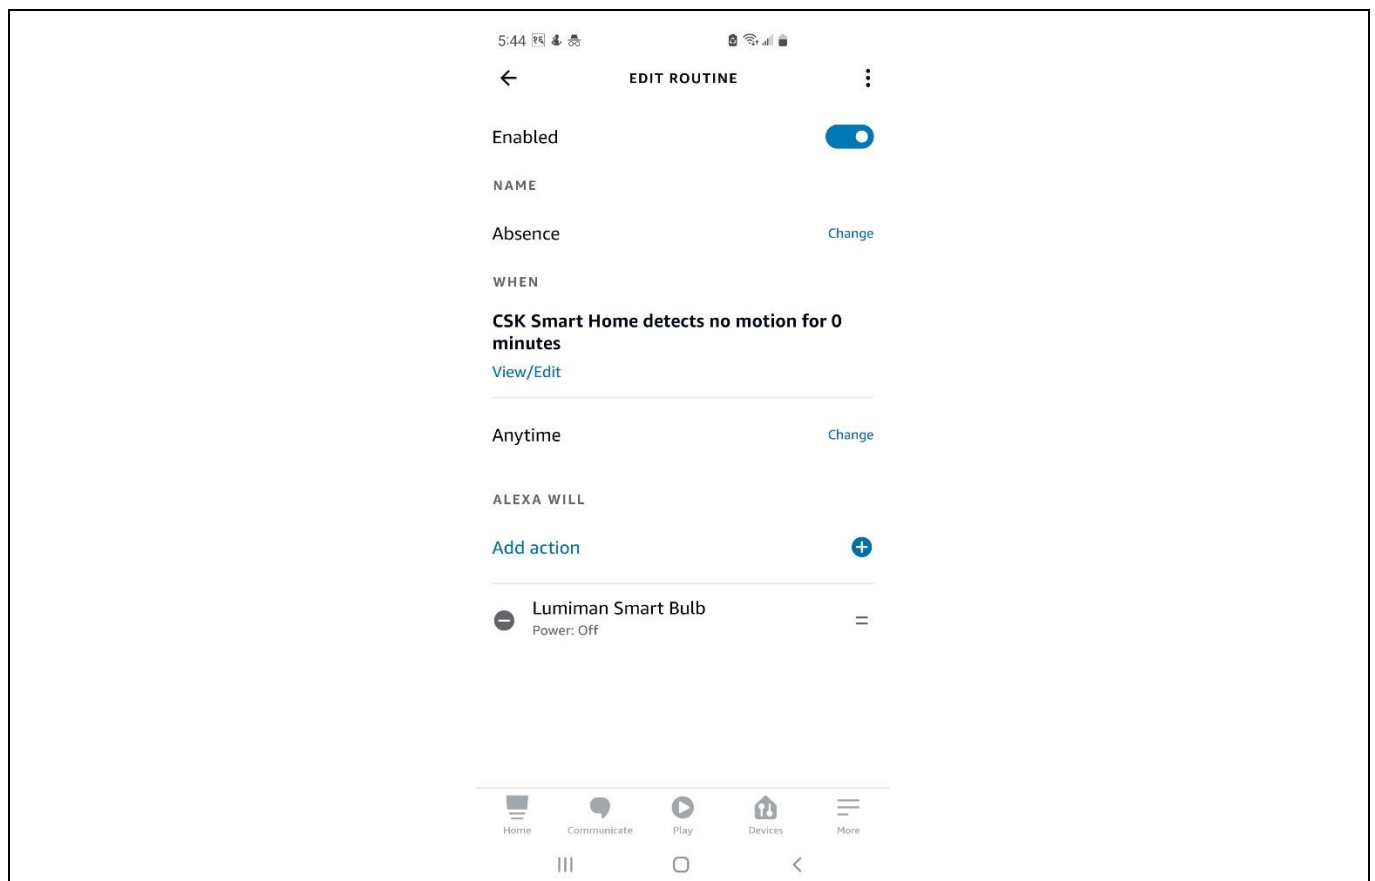 5:44
EDIT ROUTINE
Enabled
NAME
Absence Change
WHEN
CSK Smart Home detects no motion for 0
minutes
View/Edit
Anytime Change
ALEXA WILL
Add action
Lumiman Smart Bulb
Power: Off
Home Communicate Play Devices More